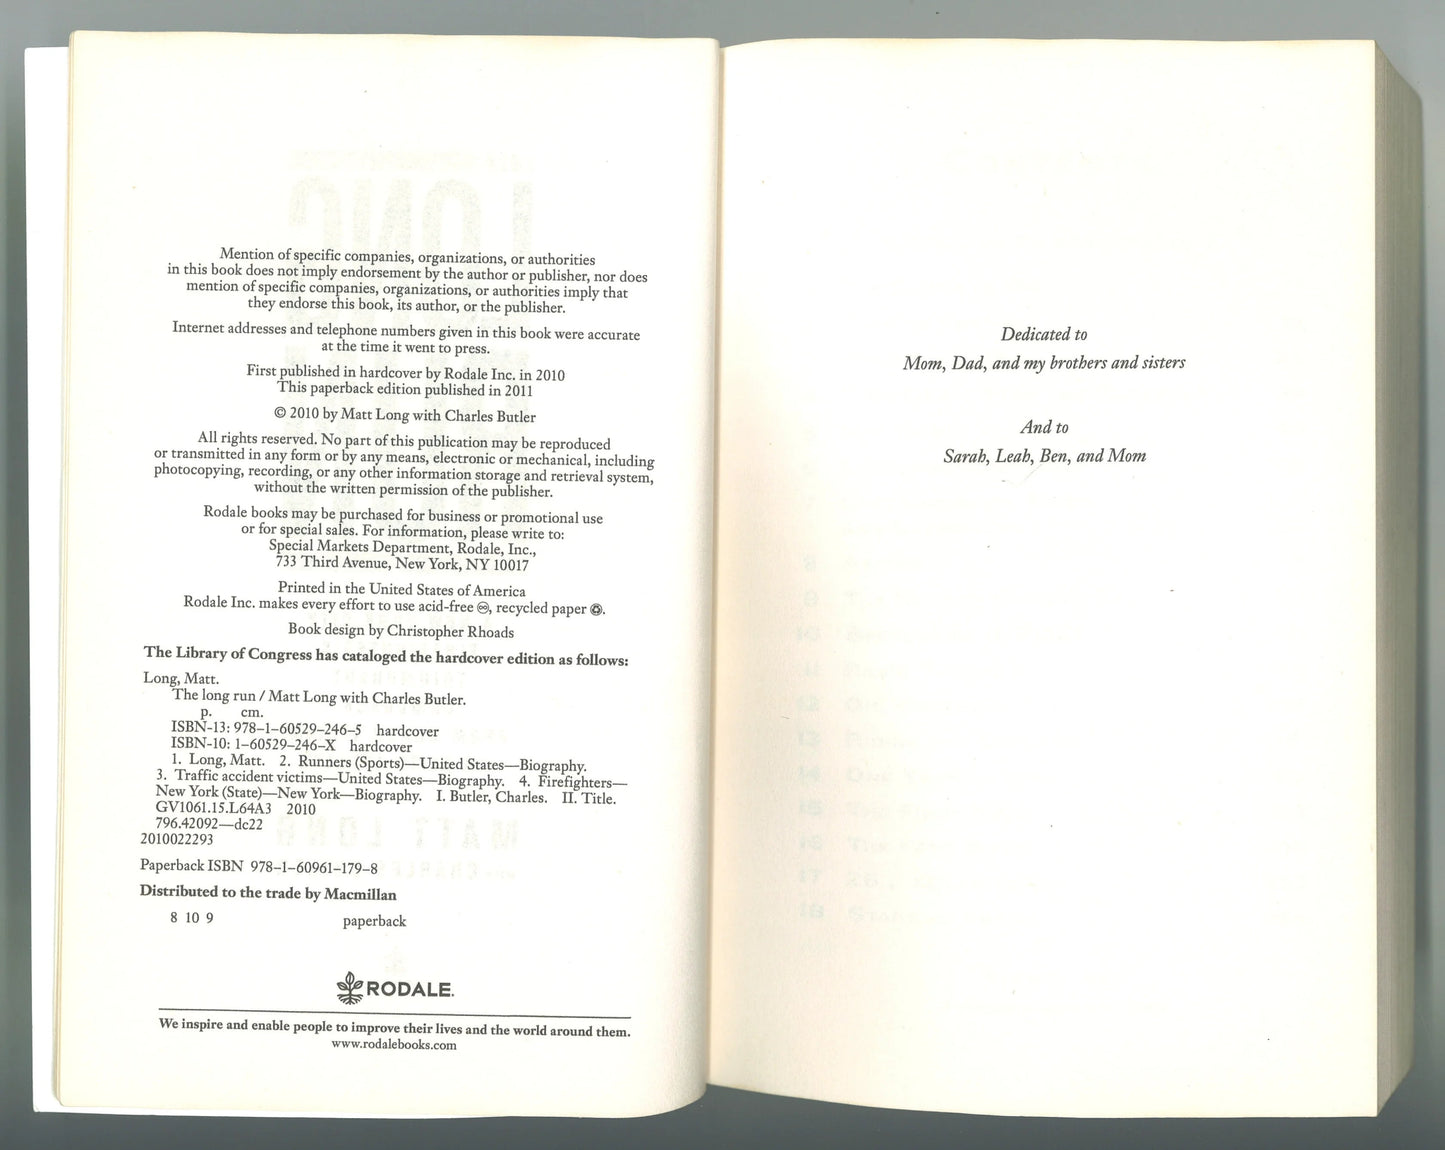 Mention of specific companies, organizations, or authorities
in this book does not imply endorsement by the author or publisher, nor does
mention of specific companies, organizations, or authorities imply that
they endorse this book, its author, or the publisher.
Internet addresses and telephone numbers given in this book were accurate
at the time it went to press.
First published in hardcover by Rodale Inc. in 2010
This paperback edition published in 2011
© 2010 by Matt Long with Charles Butler
All rights reserved. No part of this publication may be reproduced
or transmitted in any form or by any means, electronic or mechanical, including
photocopying, recording, or any other information storage and retrieval system,
without the written permission of the publisher.
Rodale books may be purchased for business or promotional use
or for special sales. For information, please write to:
Special Markets Department, Rodale, Inc.,
733 Third Avenue, New York, NY 10017
Printed in the United States of America
Rodale Inc. makes every effort to use acid-free ♾, recycled paper ♲.
Book design by Christopher Rhoads
The Library of Congress has cataloged the hardcover edition as follows:
Long, Matt.
The long run / Matt Long with Charles Butler.
p. cm.
ISBN-13: 978–1–60529–246–5 hardcover
ISBN-10: 1–60529–246–X hardcover
1. Long, Matt. 2. Runners (Sports)—United States—Biography.
3. Traffic accident victims—United States—Biography. 4. Firefighters—
New York (State)—New York—Biography. I. Butler, Charles. II. Title.
GV1061.15.L64A3 2010
796.42092—dc22
2010022293
Paperback ISBN 978–1–60961–179–8
Distributed to the trade by Macmillan
8 10 9 paperback
RODALE.
We inspire and enable people to improve their lives and the world around them.
www.rodalebooks.com
Dedicated to
Mom, Dad, and my brothers and sisters
And to
Sarah, Leah, Ben, and Mom